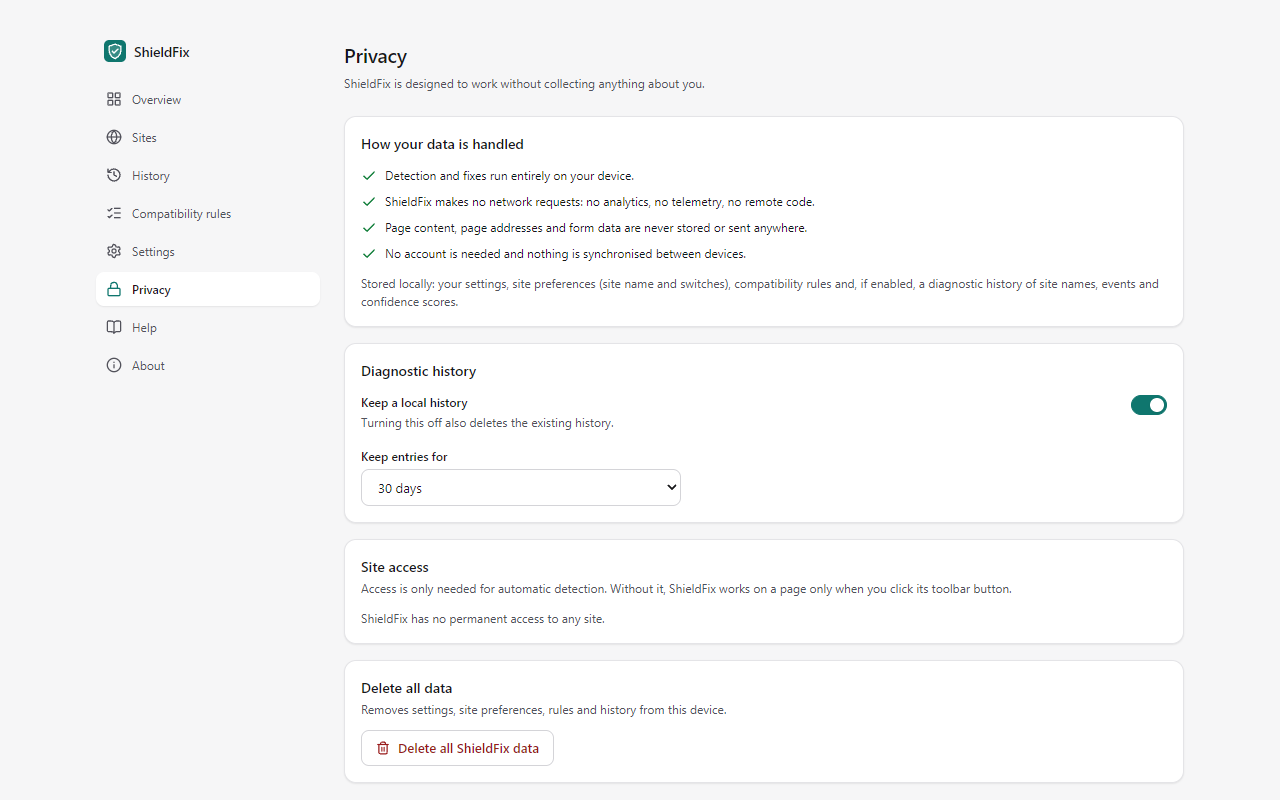 ShieldFix
Overview
Sites
History
Compatibility rules
Settings
Privacy
Help
About
Privacy
ShieldFix is designed to work without collecting anything about you.
How your data is handled
Detection and fixes run entirely on your device.
ShieldFix makes no network requests: no analytics, no telemetry, no remote code.
Page content, page addresses and form data are never stored or sent anywhere.
No account is needed and nothing is synchronised between devices.
Stored locally: your settings, site preferences (site name and switches), compatibility rules and, if enabled, a diagnostic history of site names, events and
confidence scores.
Diagnostic history
Keep a local history
Turning this off also deletes the existing history.
Keep entries for
30 days
Site access
Access is only needed for automatic detection. Without it, ShieldFix works on a page only when you click its toolbar button.
ShieldFix has no permanent access to any site.
Delete all data
Removes settings, site preferences, rules and history from this device.
Delete all ShieldFix data